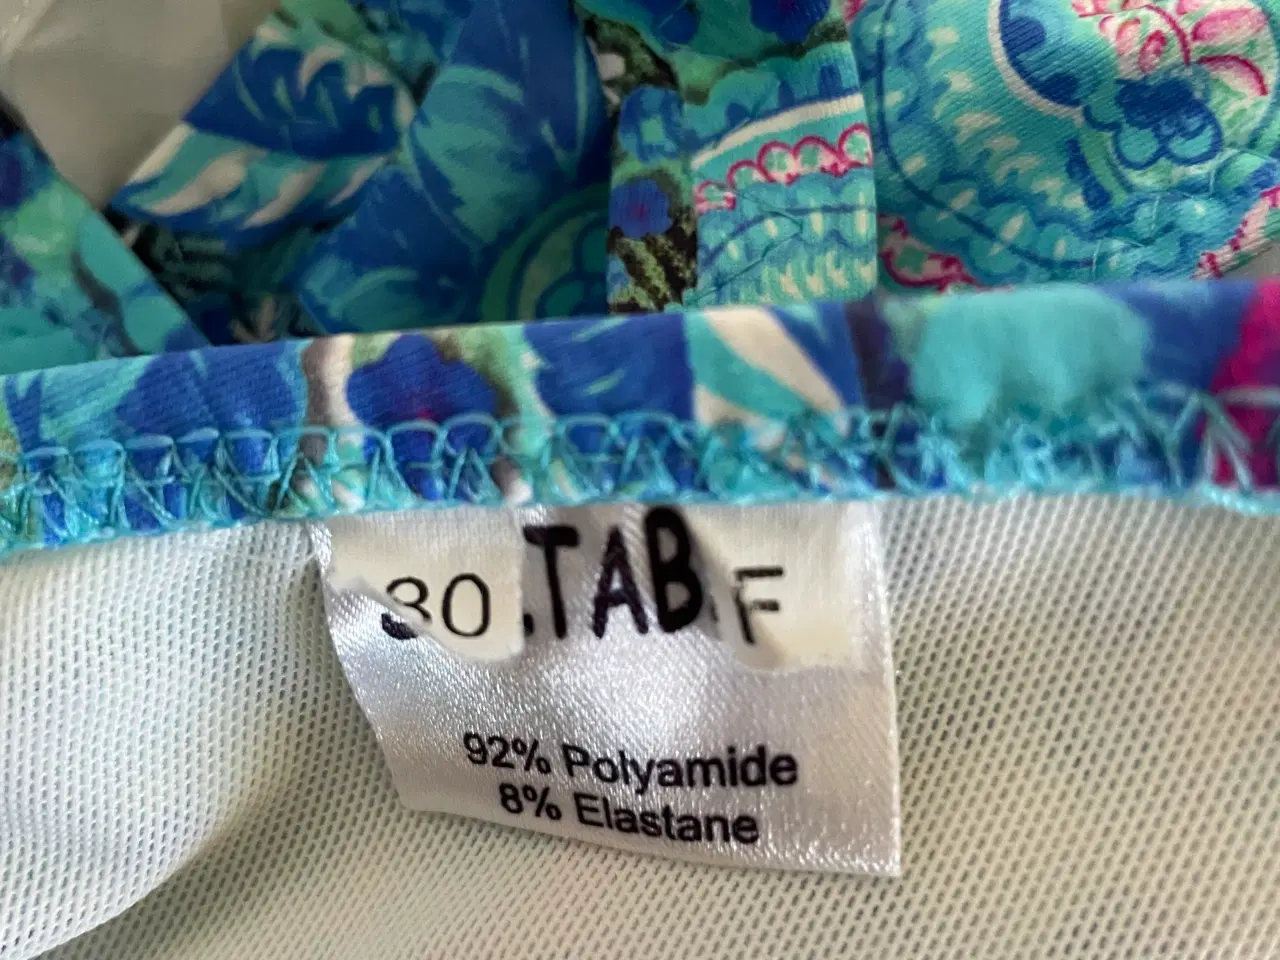 30 .TAB. F
92% Polyamide
8% Elastane